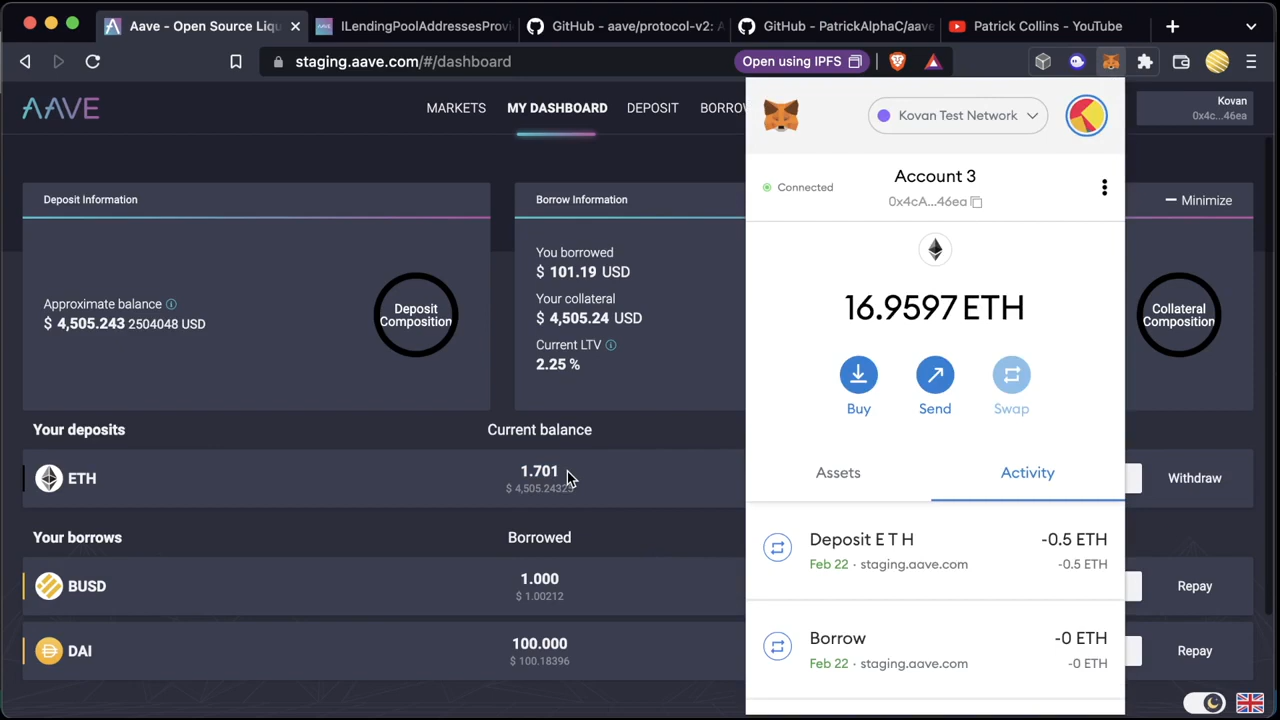 Aave - Open Source Liqu
ILendingPoolAddressesProvi
GitHub - aave/protocol-v2: A
GitHub - PatrickAlphaC/aave
Patrick Collins - YouTube
staging.aave.com/#/dashboard
Open using IPFS
AAVE
MARKETS
MY DASHBOARD
DEPOSIT
BORROW
Kovan
0x4c...46ea
Kovan Test Network
Connected
Account 3
0x4cA...46ea
16.9597 ETH
Buy
Send
Swap
Assets
Activity
Deposit E T H
-0.5 ETH
Feb 22 · staging.aave.com
-0.5 ETH
Borrow
-0 ETH
Feb 22 · staging.aave.com
-0 ETH
Deposit Information
Approximate balance
$ 4,505.243 2504048 USD
Deposit
Composition
Borrow Information
You borrowed
$ 101.19 USD
Your collateral
$ 4,505.24 USD
Current LTV
2.25 %
Minimize
Collateral
Composition
Your deposits
Current balance
ETH
1.701
$ 4,505.24325
Withdraw
Your borrows
Borrowed
BUSD
1.000
$ 1.00212
Repay
DAI
100.000
$ 100.18396
Repay